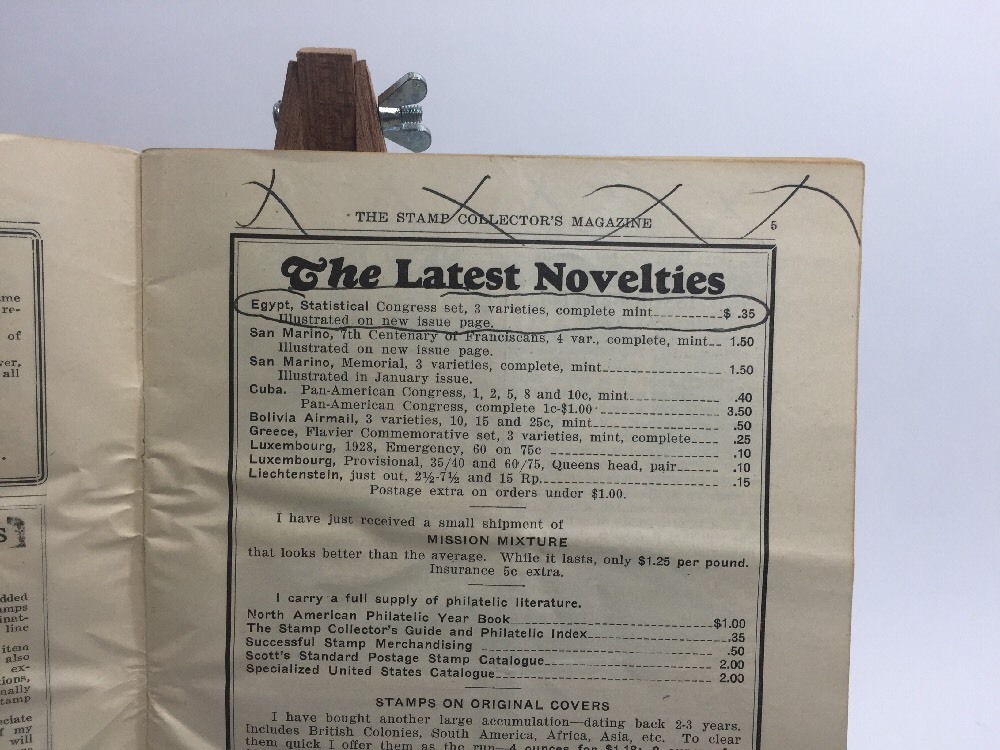 THE STAMP COLLECTOR'S MAGAZINE
5
The Latest Novelties
Egypt, Statistical Congress set, 3 varieties, complete mint $ .35
Illustrated on new issue page.
San Marino, 7th Centenary of Franciscans, 4 var., complete, mint 1.50
Illustrated on new issue page.
San Marino, Memorial, 3 varieties, complete, mint 1.50
Illustrated in January issue.
Cuba. Pan-American Congress, 1, 2, 5, 8 and 10c, mint .40
Pan-American Congress, complete 1c-$1.00 3.50
Bolivia Airmail, 3 varieties, 10, 15 and 25c, mint .50
Greece, Flavier Commemorative set, 3 varieties, mint, complete .25
Luxembourg, 1928, Emergency, 60 on 75c .10
Luxembourg, Provisional, 35/40 and 60/75, Queens head, pair .10
Liechtenstein, just out, 2½-7½ and 15 Rp. .15
Postage extra on orders under $1.00.
I have just received a small shipment of
MISSION MIXTURE
that looks better than the average. While it lasts, only $1.25 per pound.
Insurance 5c extra.
I carry a full supply of philatelic literature.
North American Philatelic Year Book $1.00
The Stamp Collector's Guide and Philatelic Index .35
Successful Stamp Merchandising .50
Scott's Standard Postage Stamp Catalogue 2.00
Specialized United States Catalogue 2.00
STAMPS ON ORIGINAL COVERS
I have bought another large accumulation—dating back 2-3 years.
Includes British Colonies, South America, Africa, Asia, etc. To clear
them quick I offer them as the run—4 ounces for